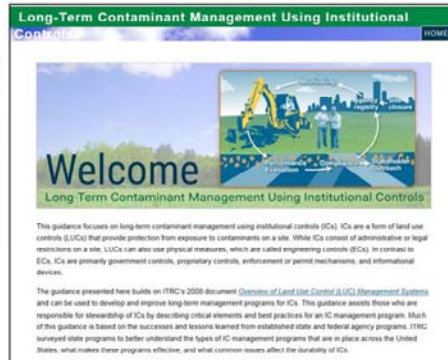 Long-Term Contaminant Management Using Institutional
Controls
HOME
Monitoring
registry
closure
Performance
Evaluation
Compliance
Stakeholder
Outreach
Welcome
Long-Term Contaminant Management Using Institutional Controls
This guidance focuses on long-term contaminant management using institutional controls (ICs). ICs are a form of land use
controls (LUCs) that provide protection from exposure to contaminants on a site. While ICs consist of administrative or legal
restrictions on a site, LUCs can also use physical measures, which are called engineering controls (ECs). In contrast to
ECs, ICs are primarily government controls, proprietary controls, enforcement or permit mechanisms, and informational
devices.
The guidance presented here builds on ITRC's 2008 document Overview of Land Use Control (LUC) Management Systems
and can be used to develop and improve long-term management programs for ICs. This guidance assists those who are
responsible for stewardship of ICs by describing critical elements and best practices for an IC management program. Much
of this guidance is based on the successes and lessons learned from established state and federal agency programs. ITRC
surveyed state programs to better understand the types of IC management programs that are in place across the United
States, what makes these programs effective, and what common issues affect the durability of ICs.